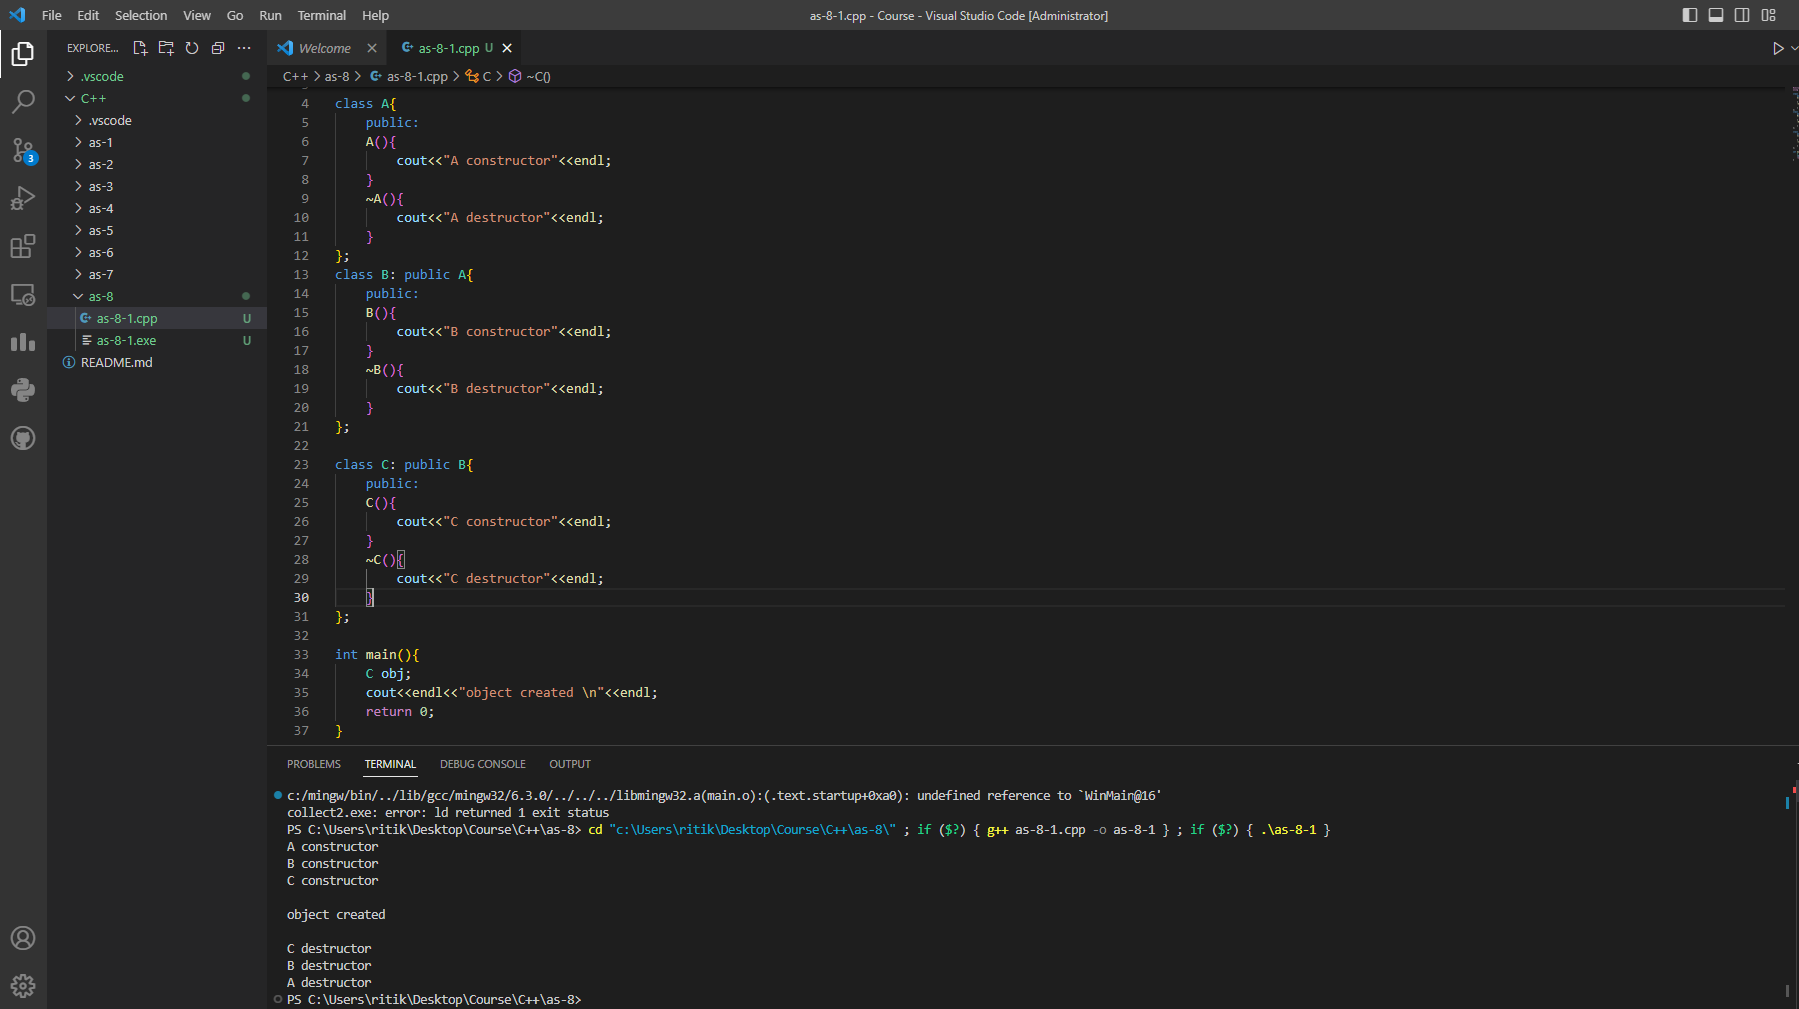 File Edit Selection View Go Run Terminal Help
as-8-1.cpp - Course - Visual Studio Code [Administrator]
EXPLORE...
Welcome
as-8-1.cpp U
C++ > as-8 > as-8-1.cpp > C > ~C()
.vscode
C++
.vscode
as-1
as-2
as-3
as-4
as-5
as-6
as-7
as-8
as-8-1.cpp U
as-8-1.exe U
README.md
3
4 class A{
5 public:
6 A(){
7 cout<<"A constructor"<<endl;
8 }
9 ~A(){
10 cout<<"A destructor"<<endl;
11 }
12 };
13 class B: public A{
14 public:
15 B(){
16 cout<<"B constructor"<<endl;
17 }
18 ~B(){
19 cout<<"B destructor"<<endl;
20 }
21 };
22
23 class C: public B{
24 public:
25 C(){
26 cout<<"C constructor"<<endl;
27 }
28 ~C(){
29 cout<<"C destructor"<<endl;
30 }
31 };
32
33 int main(){
34 C obj;
35 cout<<endl<<"object created \n"<<endl;
36 return 0;
37 }
PROBLEMS TERMINAL DEBUG CONSOLE OUTPUT
c:/mingw/bin/../lib/gcc/mingw32/6.3.0/../../../libmingw32.a(main.o):(.text.startup+0xa0): undefined reference to `WinMain@16'
collect2.exe: error: ld returned 1 exit status
PS C:\Users\ritik\Desktop\Course\C++\as-8> cd "c:\Users\ritik\Desktop\Course\C++\as-8\" ; if ($?) { g++ as-8-1.cpp -o as-8-1 } ; if ($?) { .\as-8-1 }
A constructor
B constructor
C constructor
object created
C destructor
B destructor
A destructor
PS C:\Users\ritik\Desktop\Course\C++\as-8>